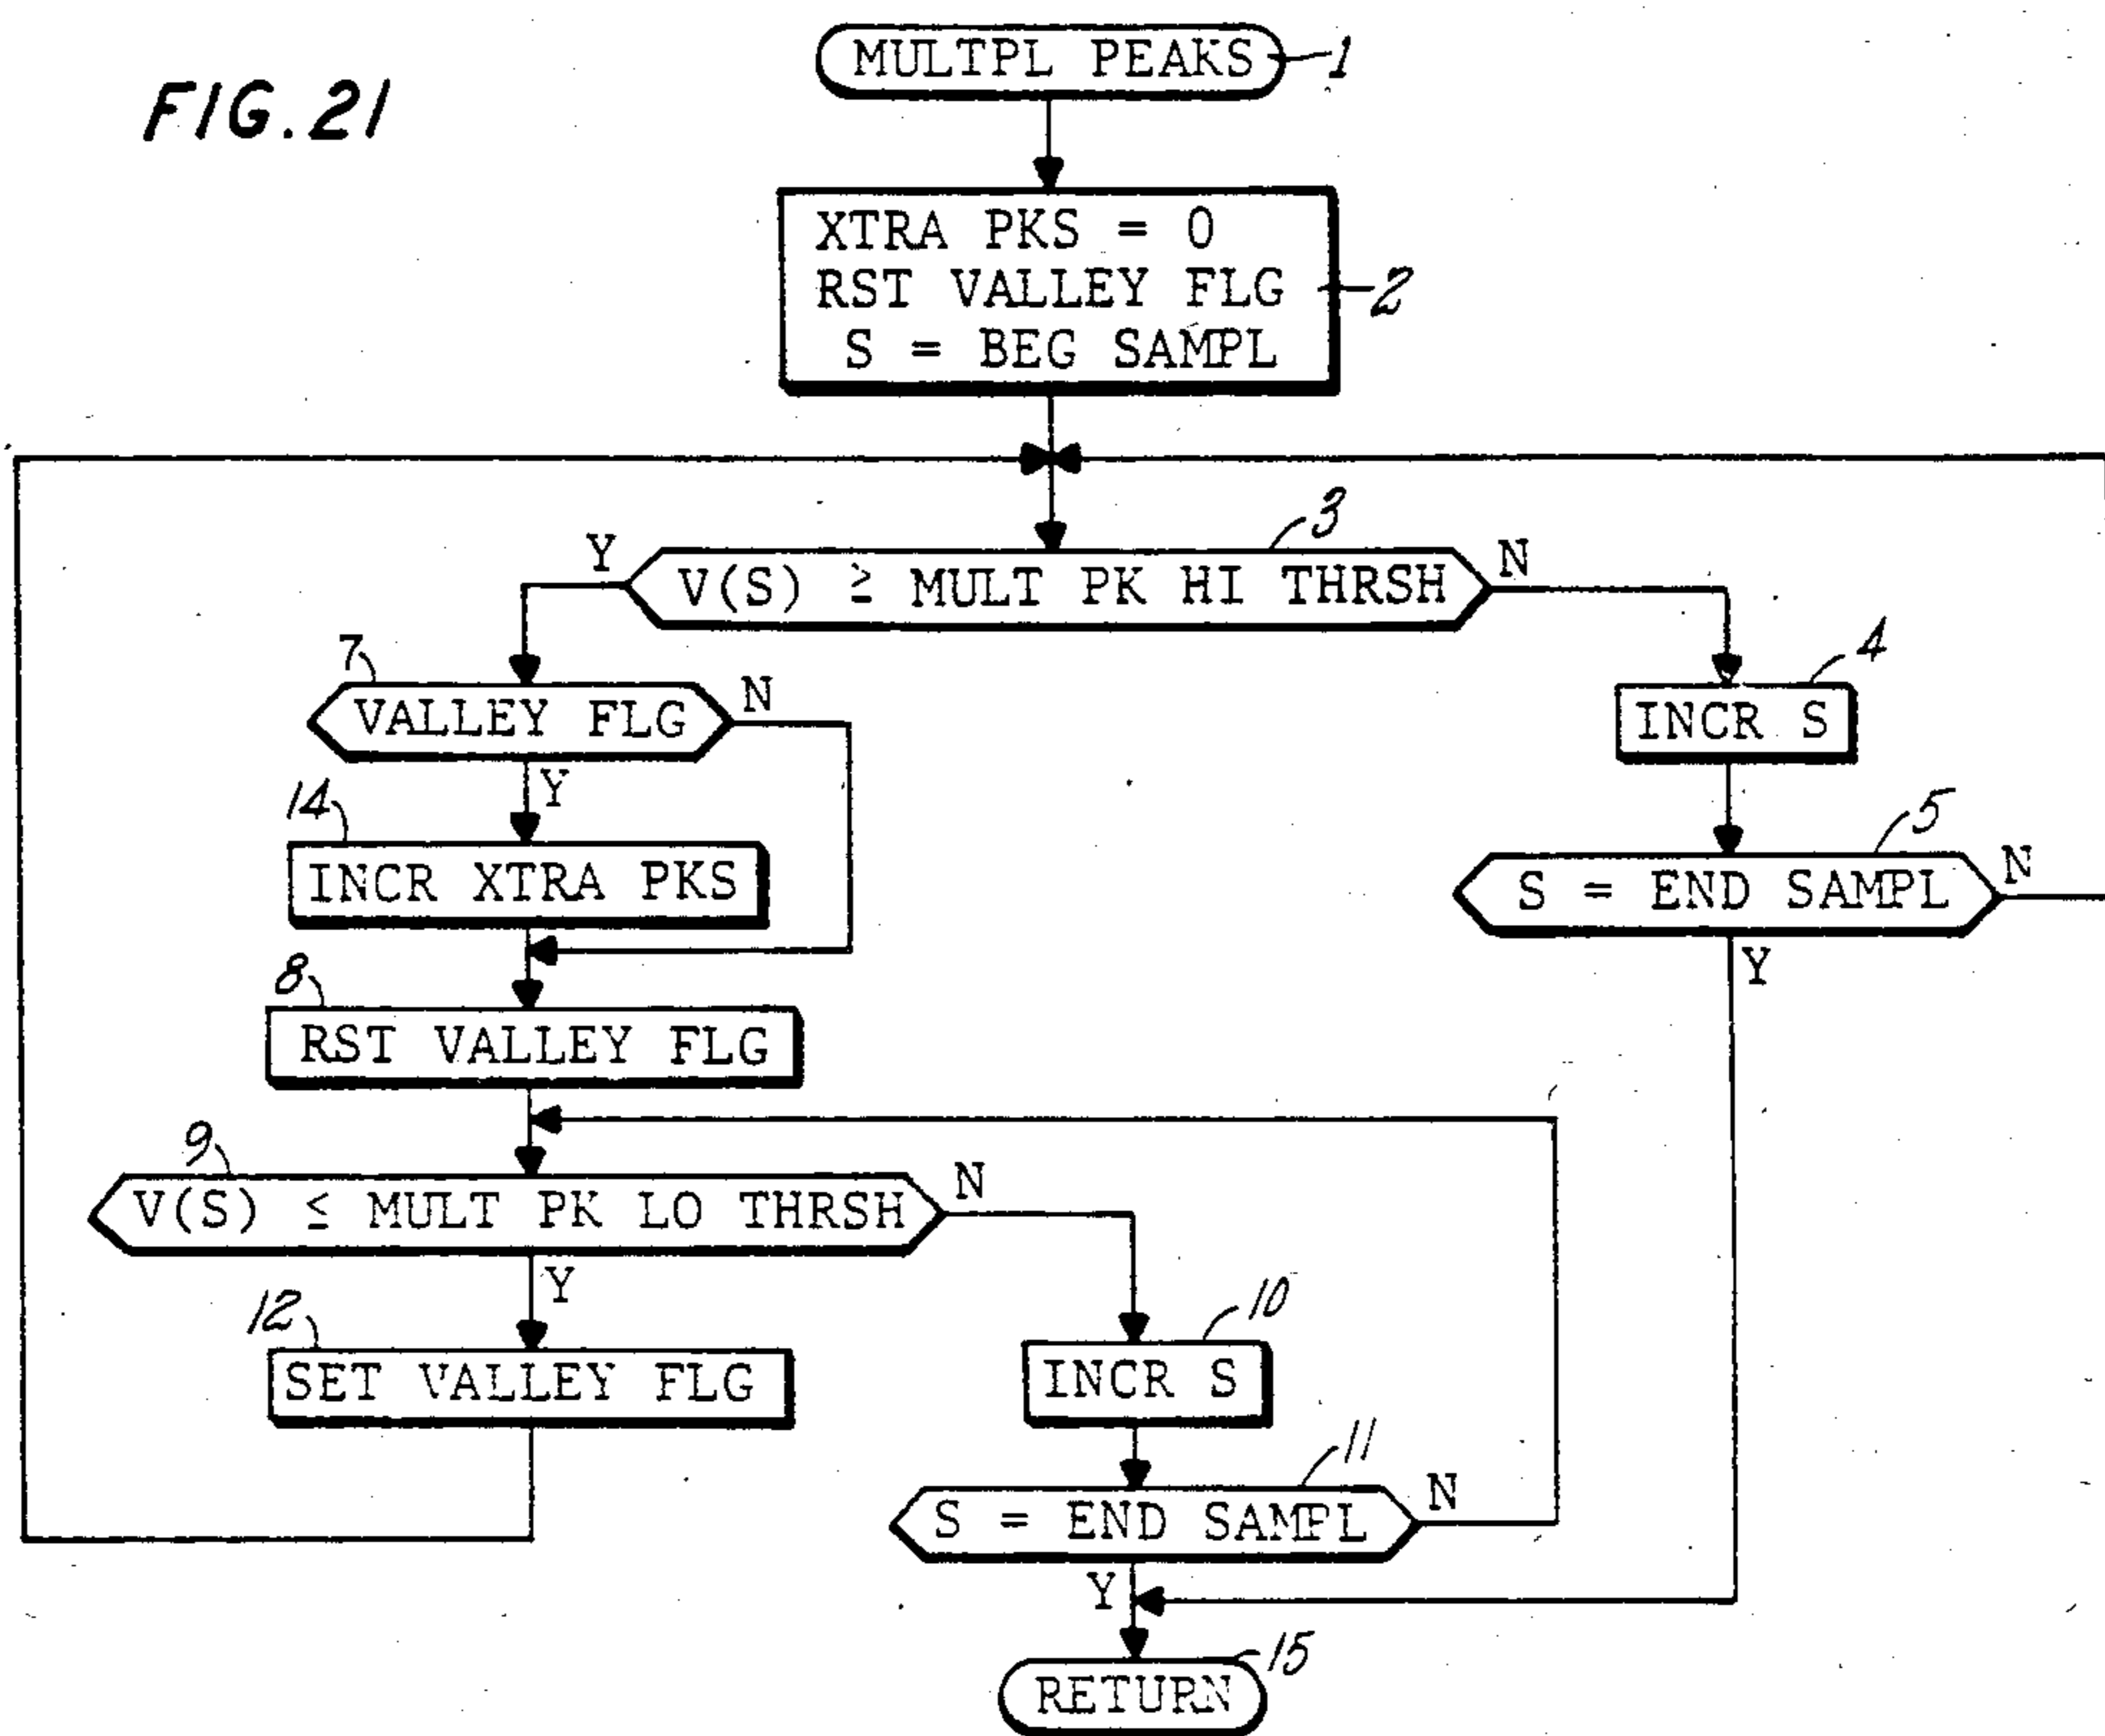 FIG. 21
MULTPL PEAKS
1
XTRA PKS = 0
RST VALLEY FLG
S = BEG SAMPL
2
3
Y
V(S) ≥ MULT PK HI THRSH
N
7
VALLEY FLG
N
4
INCR S
Y
14
INCR XTRA PKS
5
S = END SAMPL
N
Y
8
RST VALLEY FLG
9
V(S) ≤ MULT PK LO THRSH
N
Y
12
SET VALLEY FLG
10
INCR S
11
S = END SAMPL
N
Y
15
RETURN